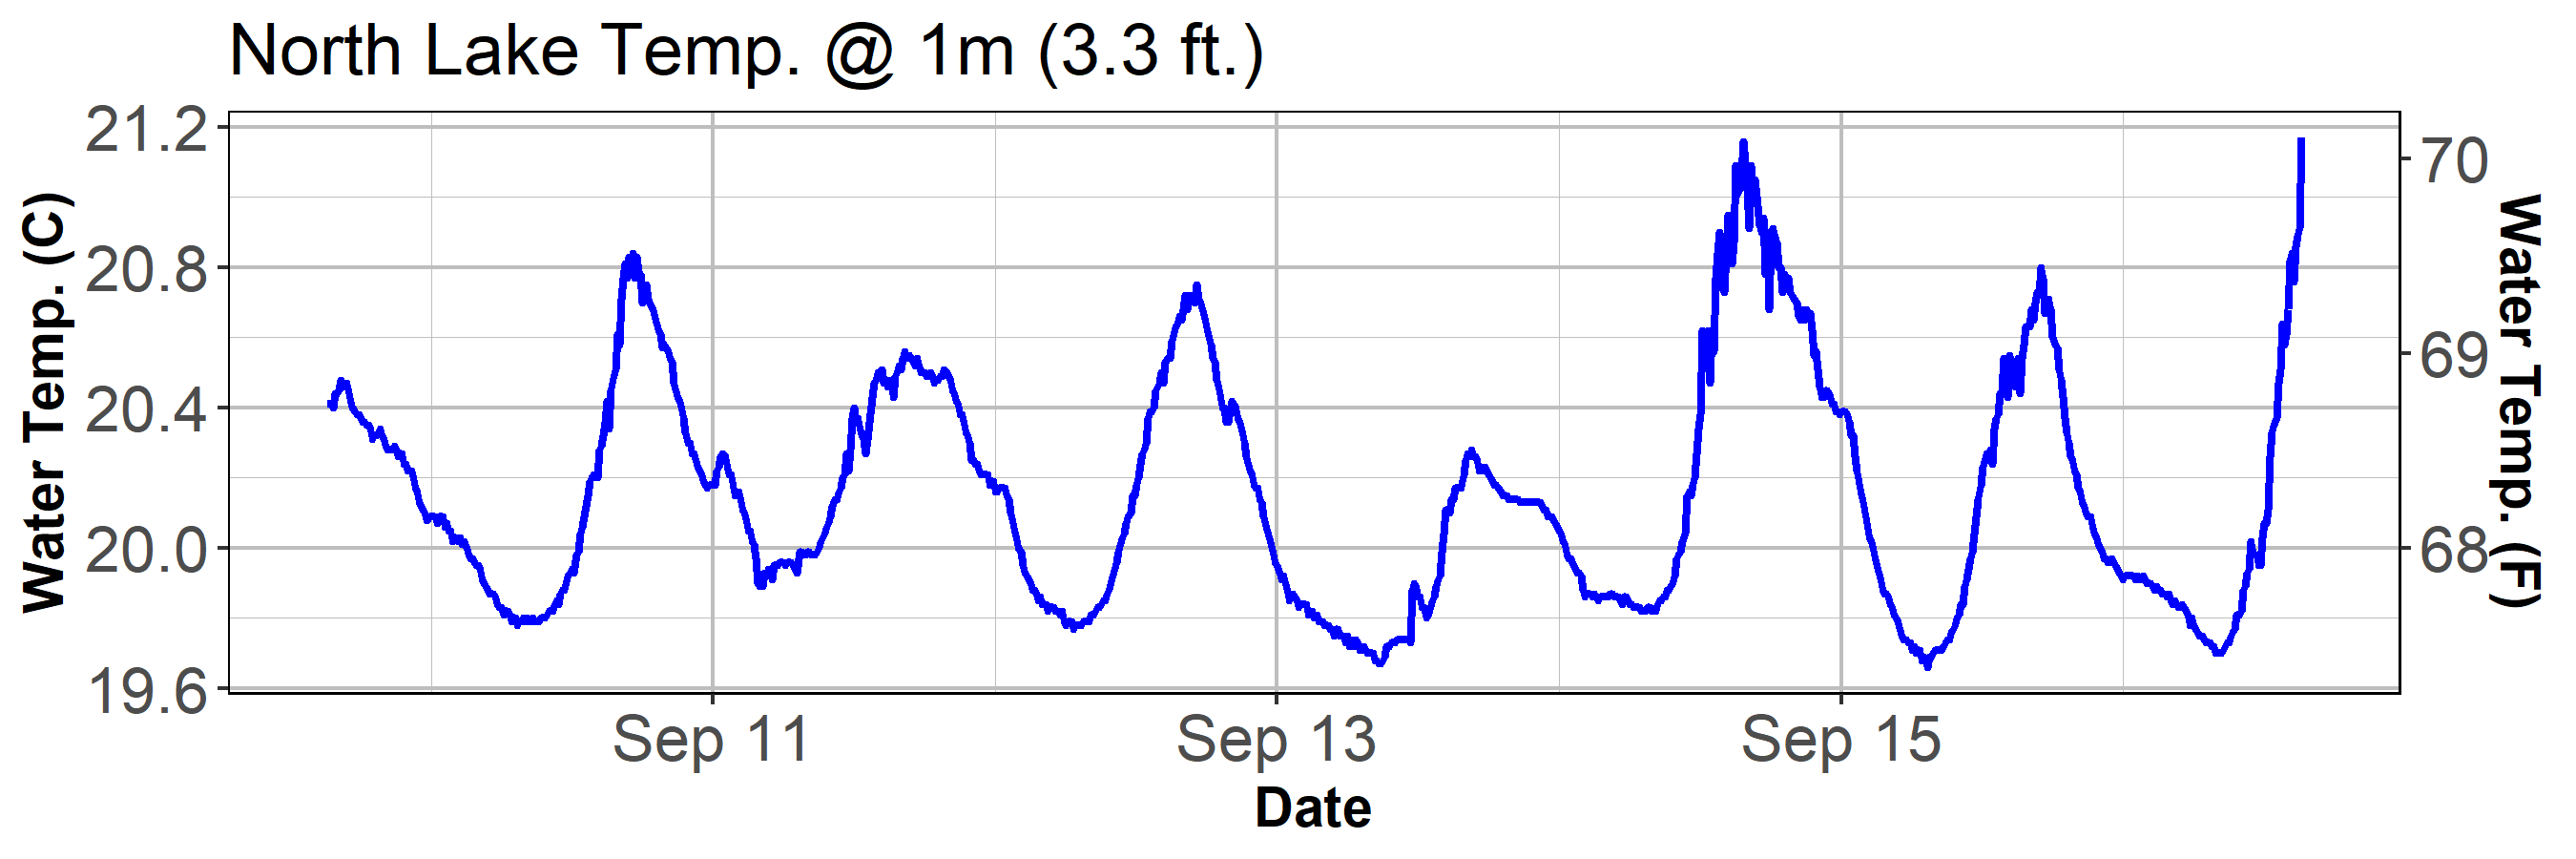 North Lake Temp. @ 1m (3.3 ft.)
Water Temp. (C)
21.2
20.8
20.4
20.0
19.6
70
69
68
Water Temp. (F)
Sep 11
Sep 13
Sep 15
Date